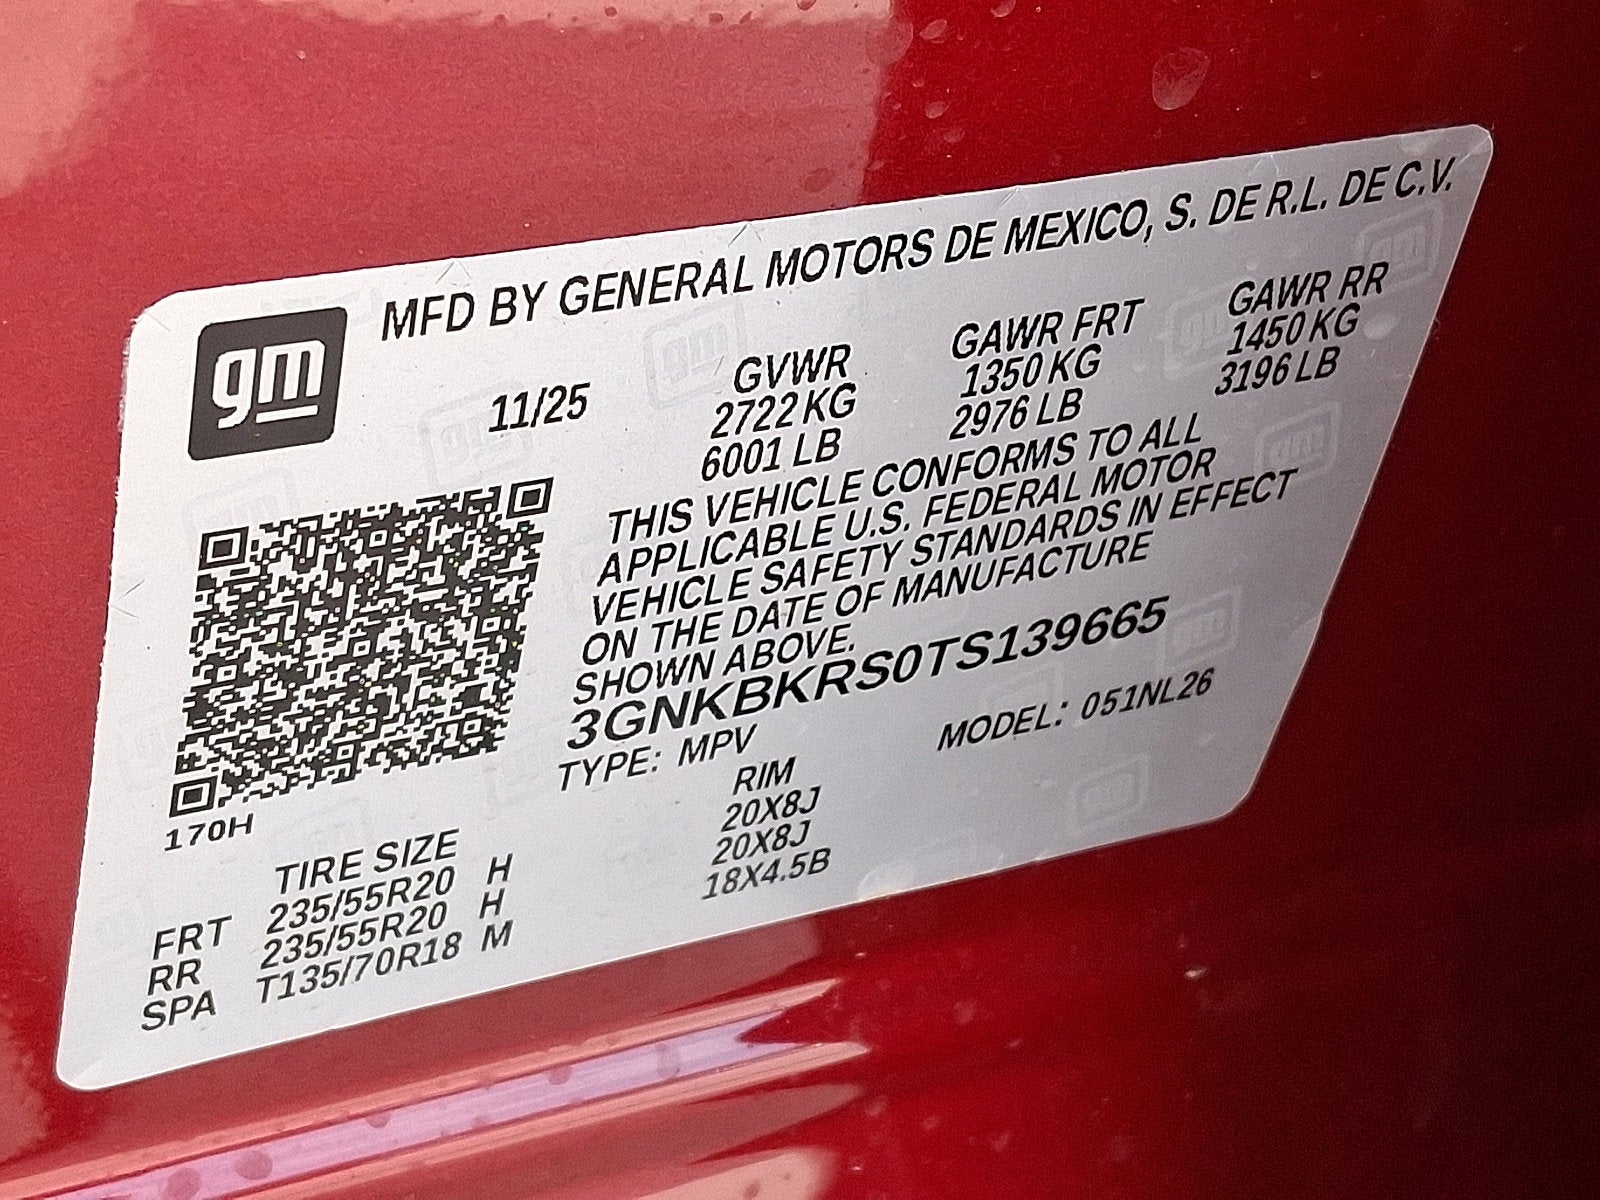 MFD BY GENERAL MOTORS DE MEXICO, S. DE R.L. DE C.V.
gm
11/25
GVWR GAWR FRT GAWR RR
2722 KG 1350 KG 1450 KG
6001 LB 2976 LB 3196 LB
THIS VEHICLE CONFORMS TO ALL
APPLICABLE U.S. FEDERAL MOTOR
VEHICLE SAFETY STANDARDS IN EFFECT
ON THE DATE OF MANUFACTURE
SHOWN ABOVE.
3GNKBKRS0TS139665
TYPE: MPV MODEL: 051NL26
170H
TIRE SIZE RIM
FRT 235/55R20 H 20X8J
RR 235/55R20 H 20X8J
SPA T135/70R18 M 18X4.5B